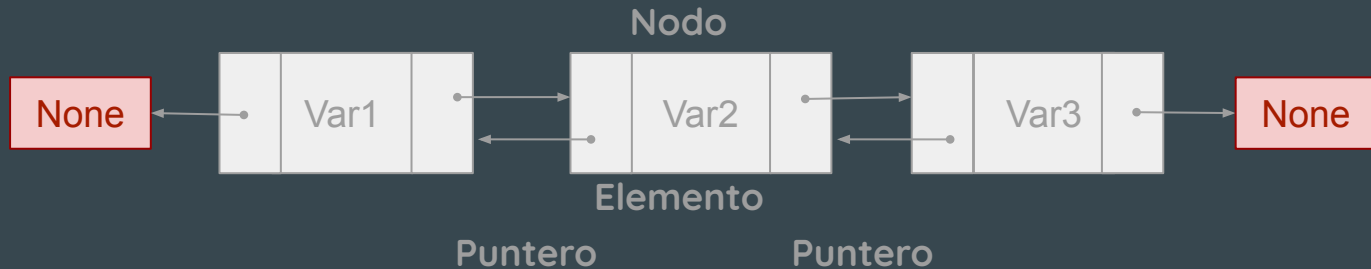 Nodo
None Var1 Var2 Var3 None
Elemento
Puntero Puntero